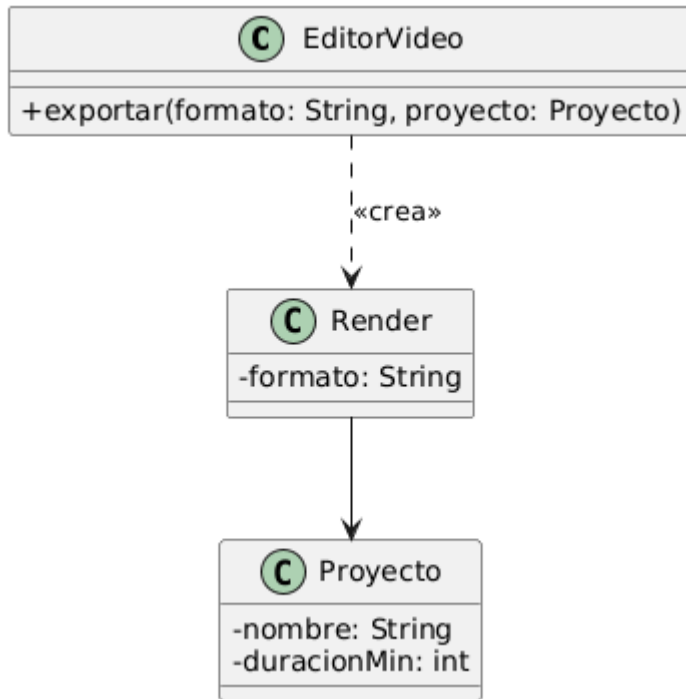 C EditorVideo
+exportar(formato: String, proyecto: Proyecto)
«crea»
C Render
-formato: String
C Proyecto
-nombre: String
-duracionMin: int